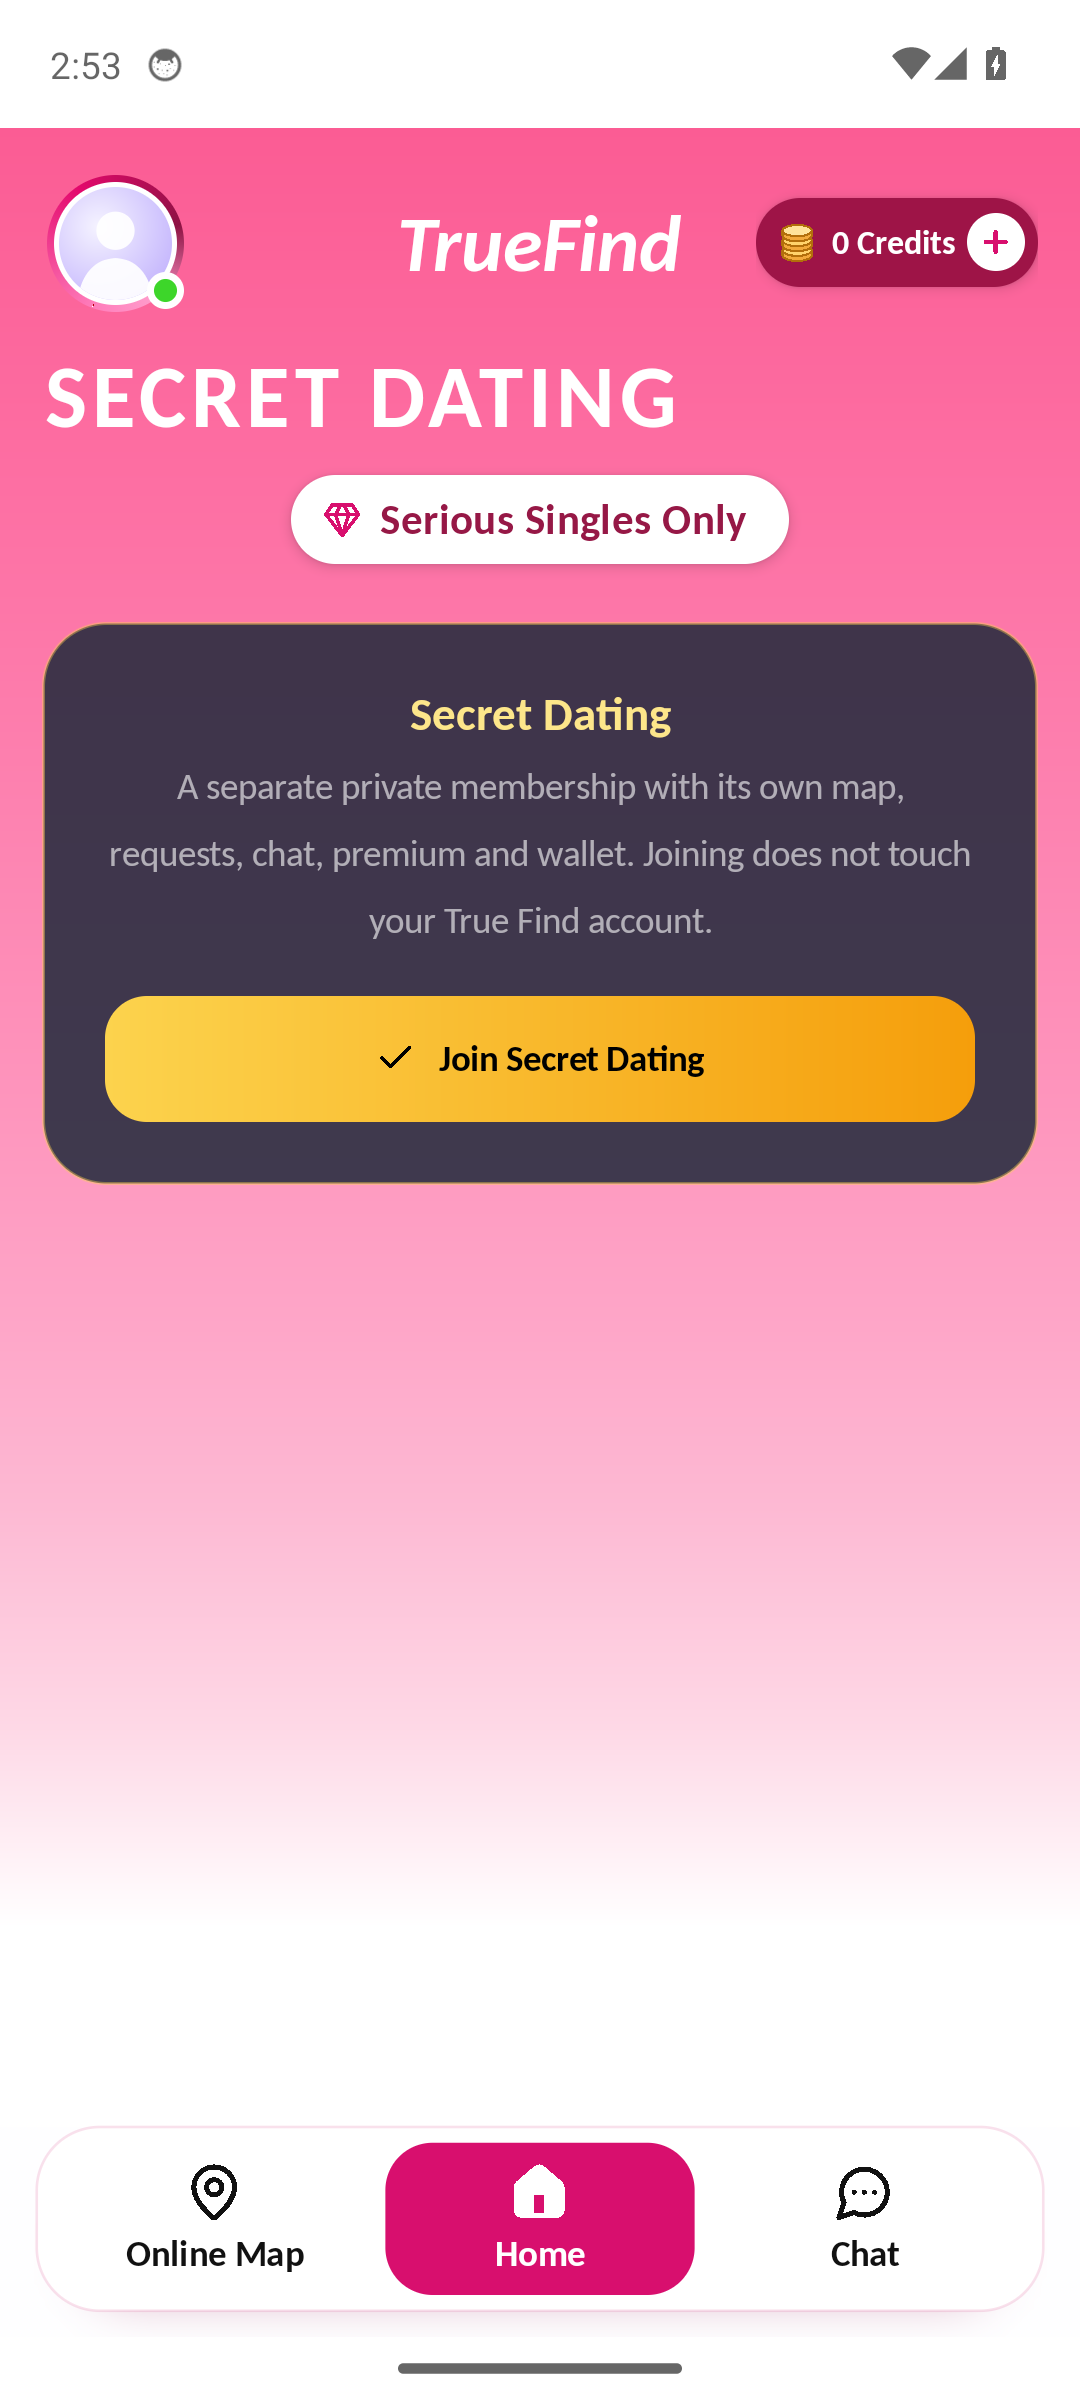 2:53
TrueFind
0 Credits
SECRET DATING
Serious Singles Only
Secret Dating
A separate private membership with its own map,
requests, chat, premium and wallet. Joining does not touch
your True Find account.
Join Secret Dating
Online Map
Home
Chat